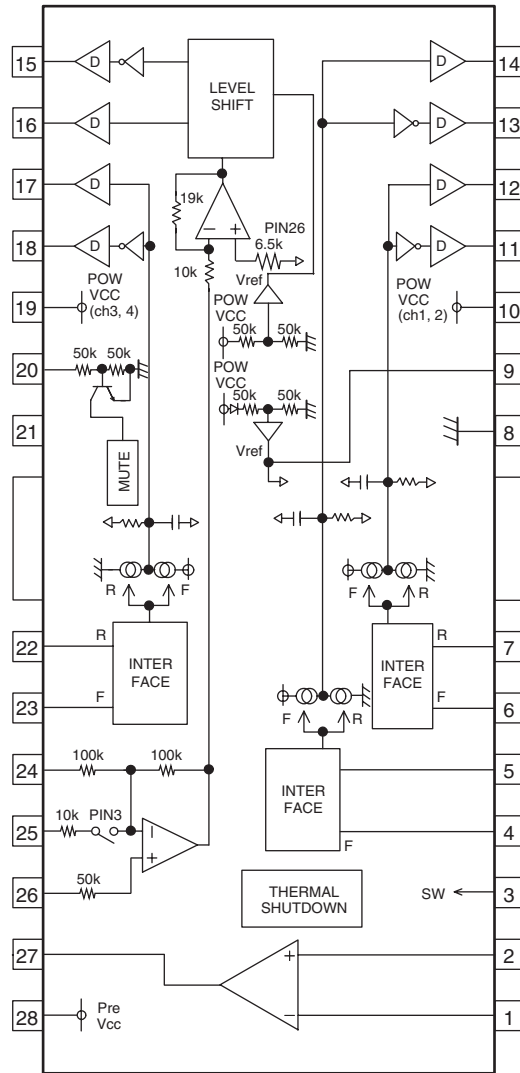 15
D
LEVEL
SHIFT
D
14
16
D
D
13
17
D
19k
PIN26
6.5k
D
12
18
D
10k
Vref
D
11
POW
VCC
(ch3, 4)
19
POW
VCC
50k 50k
POW
VCC
(ch1, 2)
10
20
50k 50k
POW
VCC
50k
50k
9
21
MUTE
Vref
8
R F
F R
22
R
INTER
FACE
R
INTER
FACE
7
23
F
F R
F
6
24
100k 100k
INTER
FACE
5
25
10k
PIN3
F
4
26
50k
THERMAL
SHUTDOWN
SW
3
27
2
28
Pre
Vcc
1